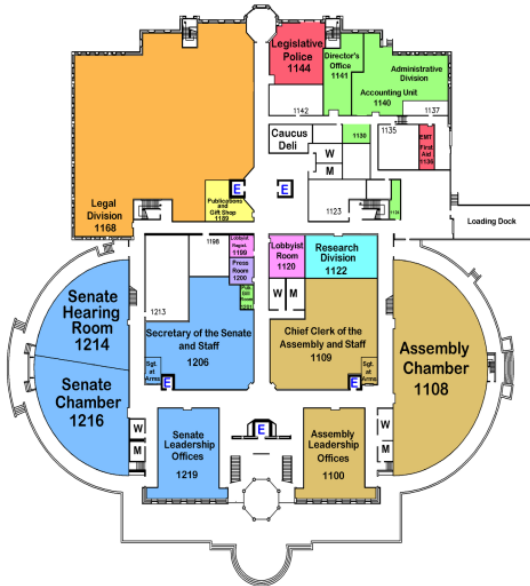 Legislative
Police
1144
Director's
Office
1141
Administrative
Division
Accounting Unit
1140
1142
1137
Caucus
Deli
1130
1135
EMT
First
Aid
1136
W
M
Legal
Division
1168
Publications
and
Gift Shop
E
E
1123
Loading Dock
1198
Lobbyist
1199
Press
Room
1200
Lobbyist
Room
1120
Research
Division
1122
1213
W
M
Senate
Hearing
Room
1214
Secretary of the Senate
and Staff
1206
Chief Clerk of the
Assembly and Staff
1109
Assembly
Chamber
1108
Sgt.
at
Arms
E
Sgt.
at
Arms
E
Senate
Chamber
1216
W
M
Senate
Leadership
Offices
1219
E
Assembly
Leadership
Offices
1100
W
M